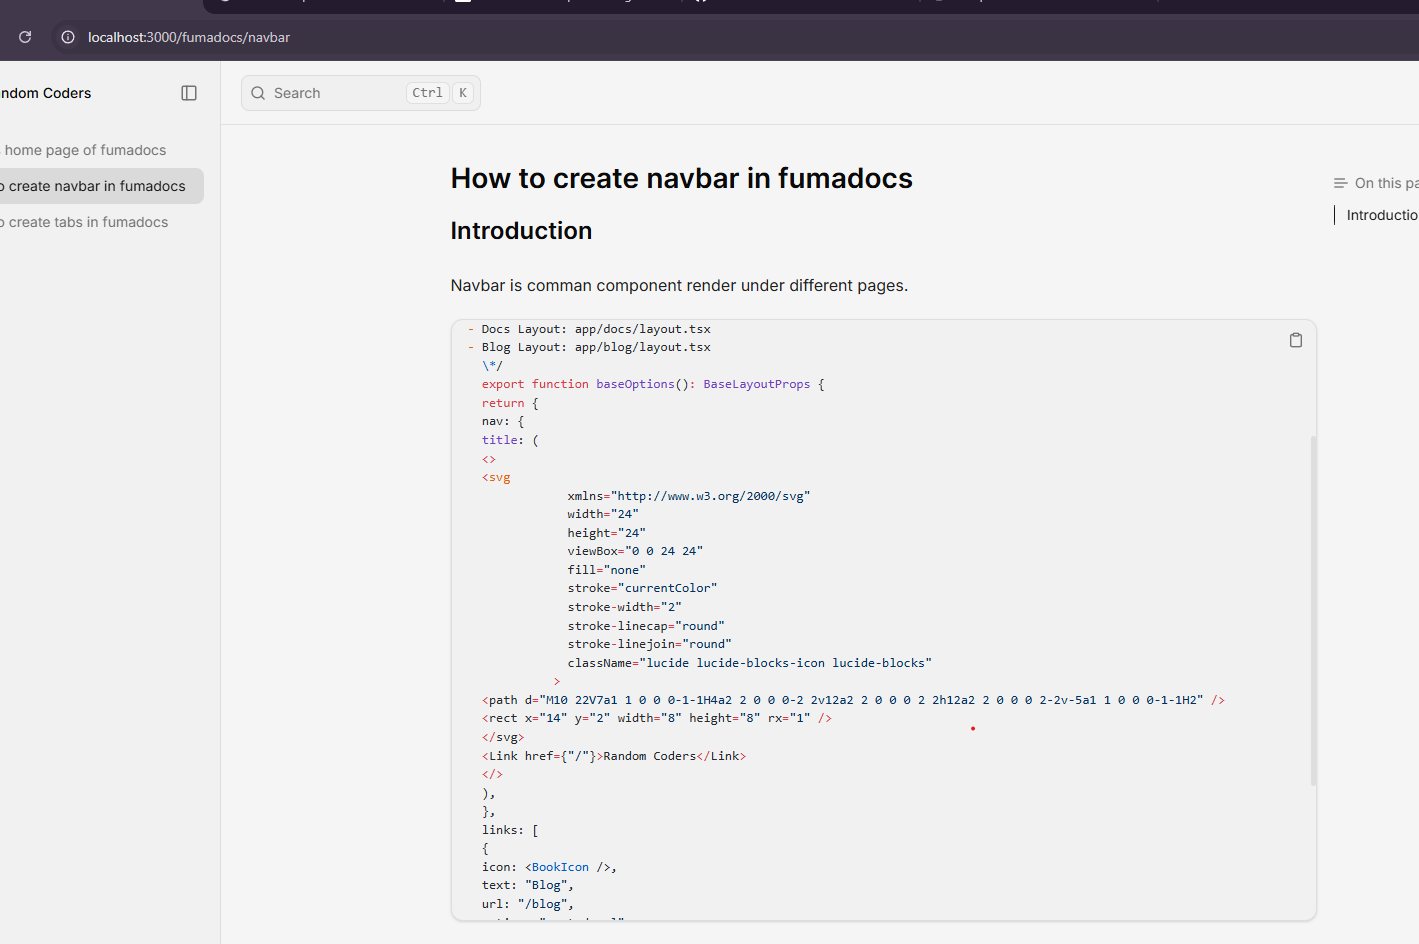 localhost:3000/fumadocs/navbar
ndom Coders
Search
Ctrl K
home page of fumadocs
o create navbar in fumadocs
o create tabs in fumadocs
How to create navbar in fumadocs
Introduction
Navbar is comman component render under different pages.
On this pa
Introductio
- Docs Layout: app/docs/layout.tsx
- Blog Layout: app/blog/layout.tsx
\*/
export function baseOptions(): BaseLayoutProps {
return {
nav: {
title: (
<>
<svg
xmlns="http://www.w3.org/2000/svg"
width="24"
height="24"
viewBox="0 0 24 24"
fill="none"
stroke="currentColor"
stroke-width="2"
stroke-linecap="round"
stroke-linejoin="round"
className="lucide lucide-blocks-icon lucide-blocks"
>
<path d="M10 22V7a1 1 0 0 0-1-1H4a2 2 0 0 0-2 2v12a2 2 0 0 0 2 2h12a2 2 0 0 0 2-2v-5a1 1 0 0 0-1-1H2" />
<rect x="14" y="2" width="8" height="8" rx="1" />
</svg>
<Link href={"/"}>Random Coders</Link>
</>
),
},
links: [
{
icon: <BookIcon />,
text: "Blog",
url: "/blog",